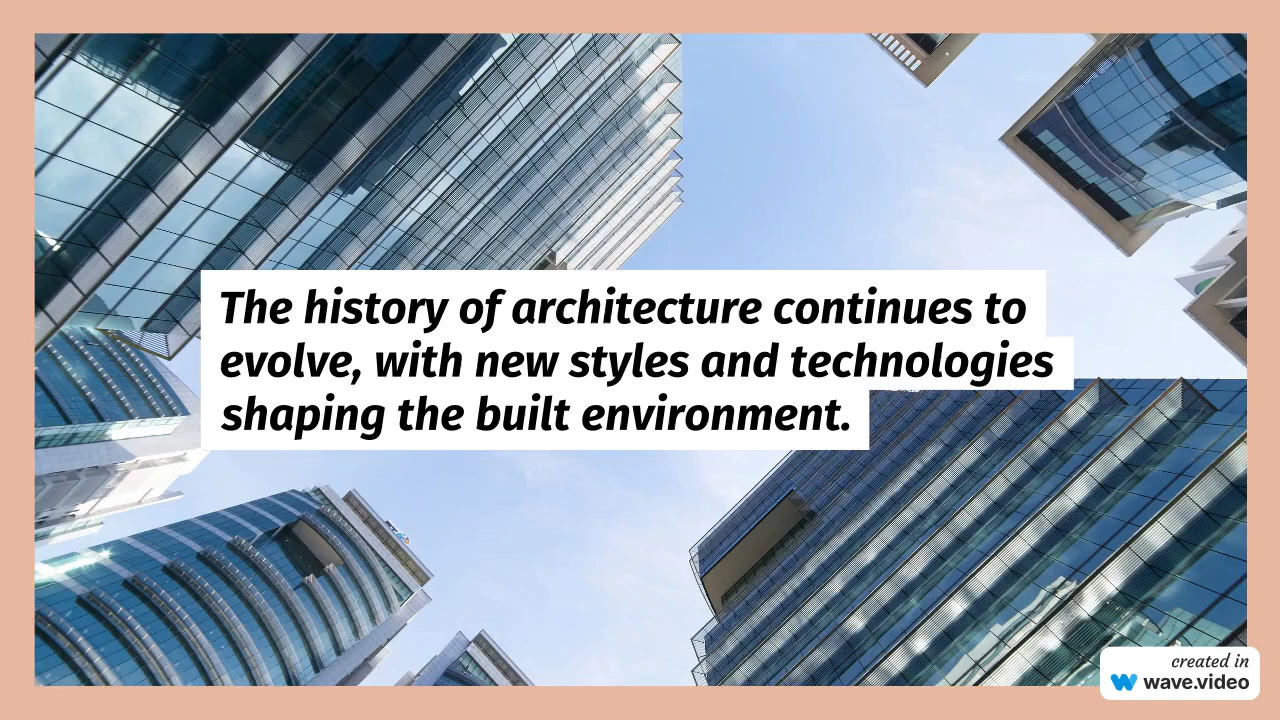 The history of architecture continues to
evolve, with new styles and technologies
shaping the built environment.
created in
wave.video